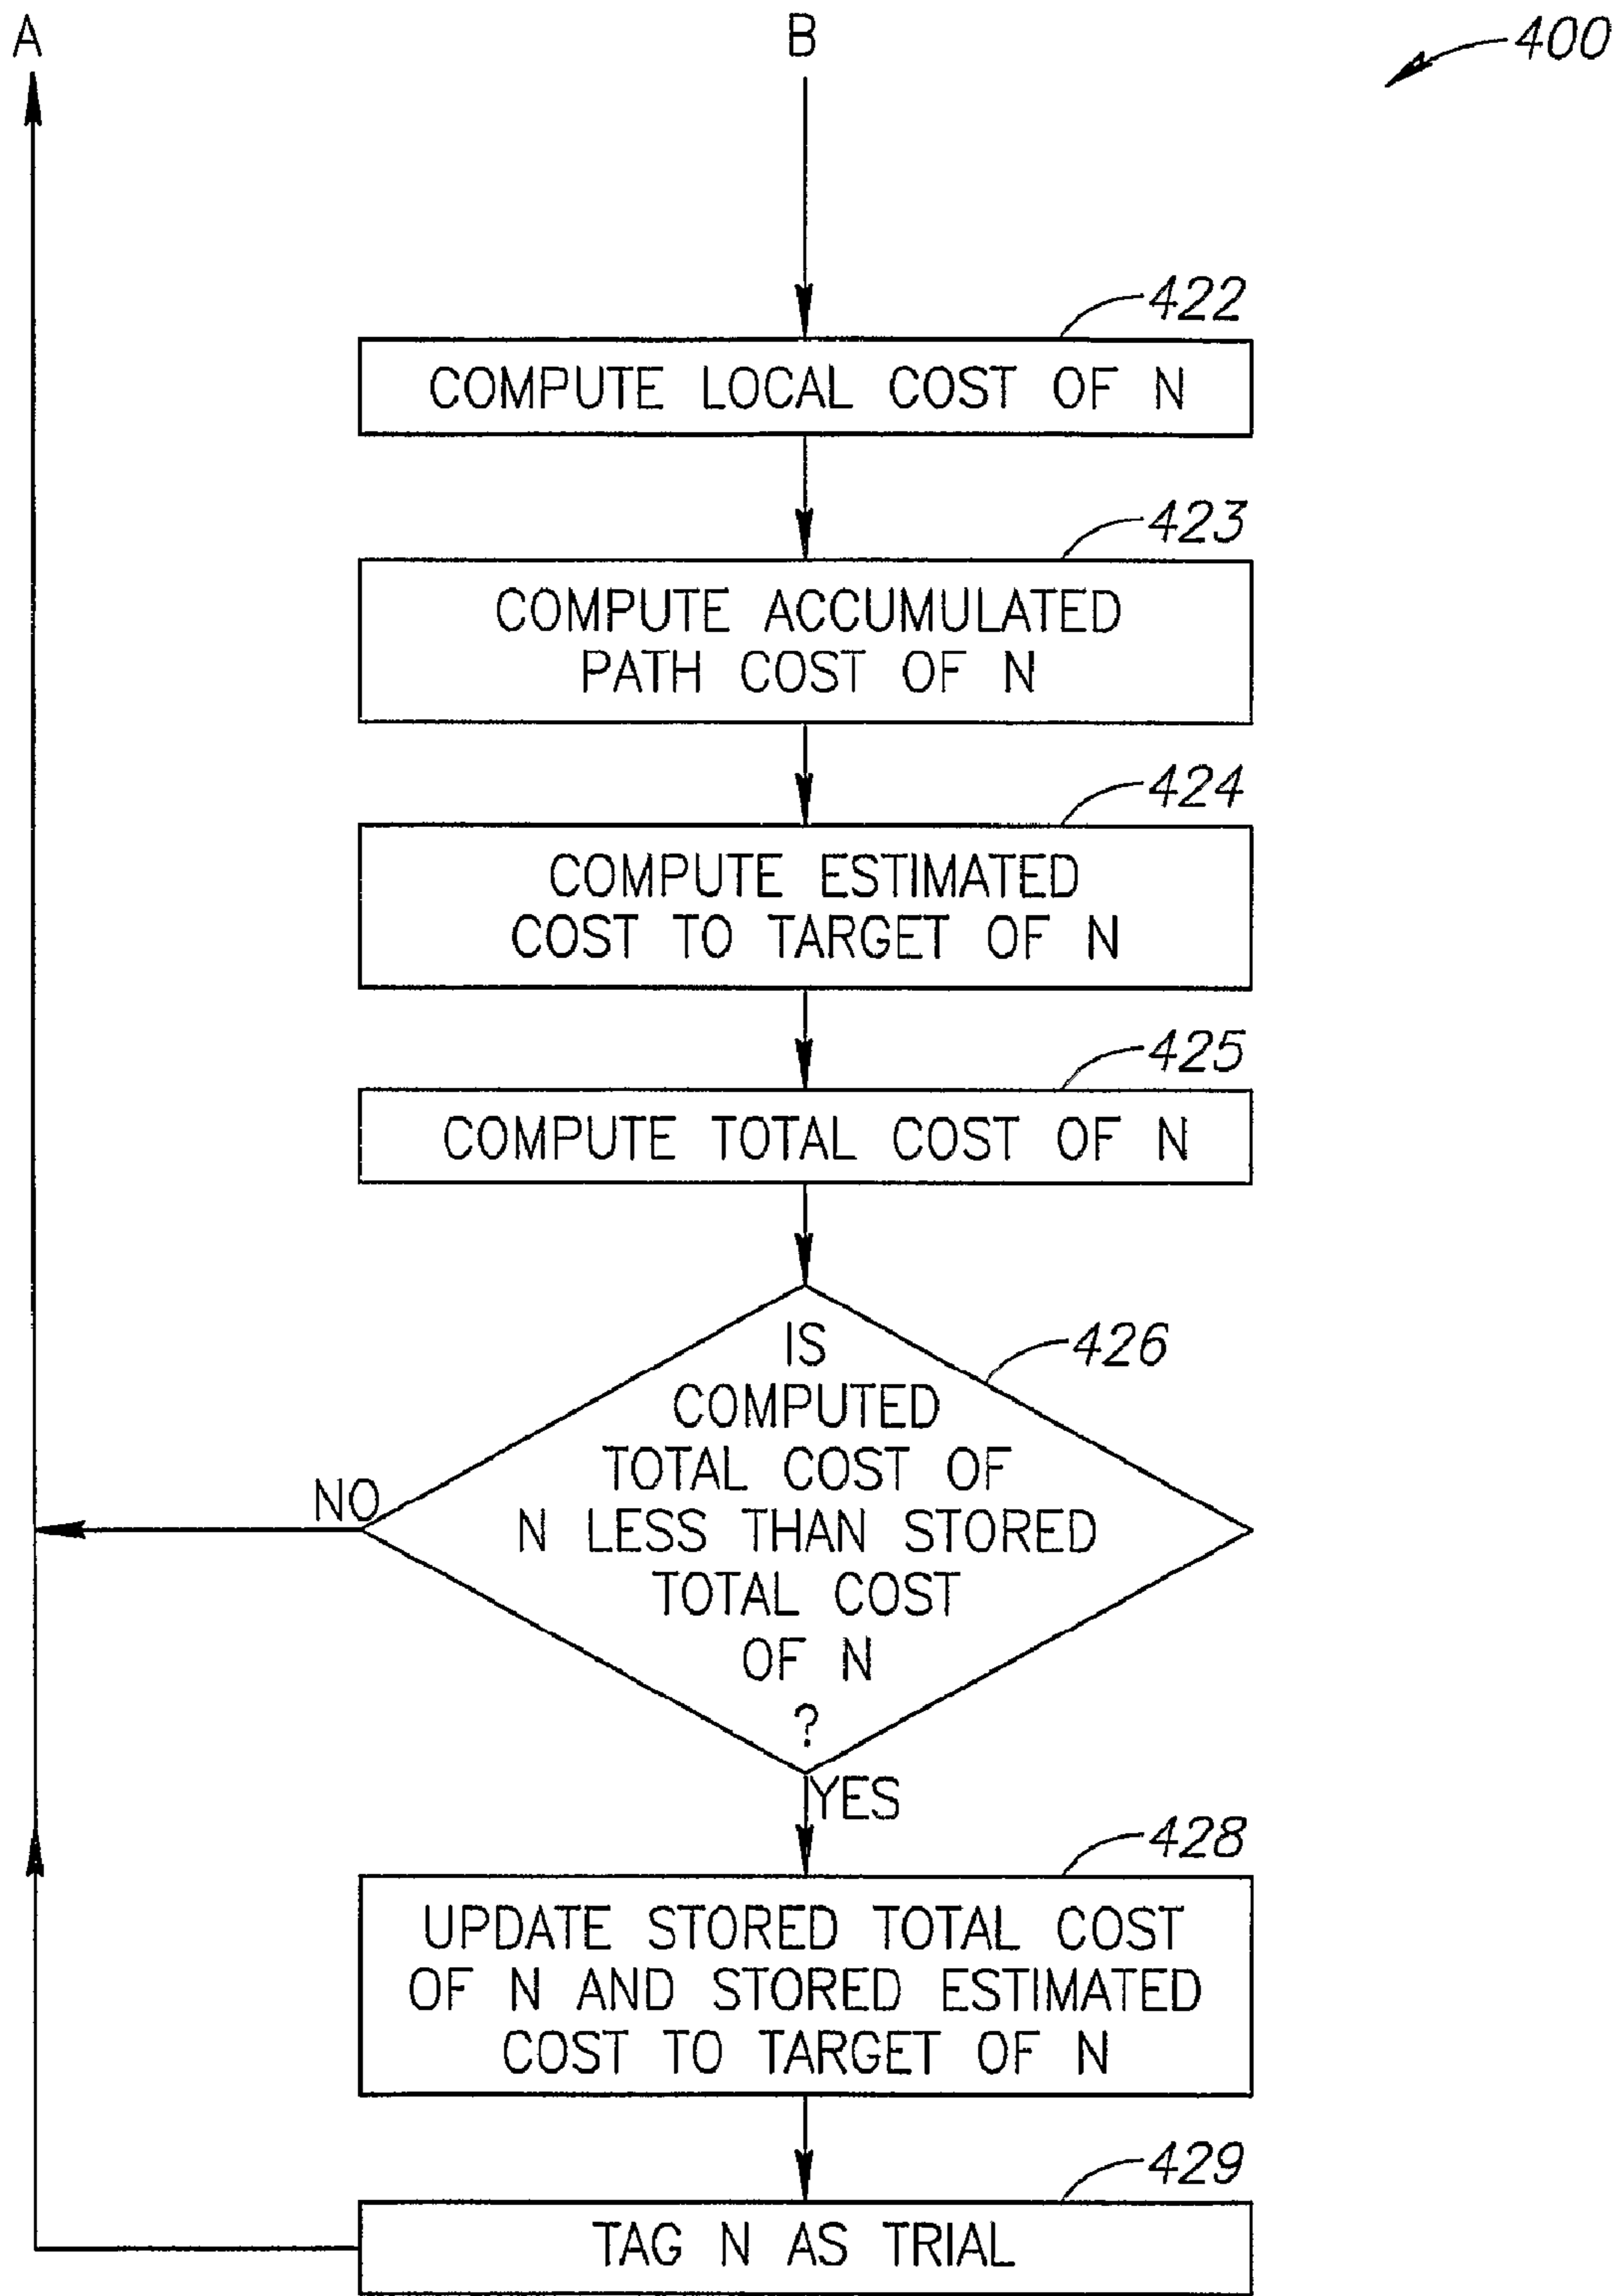 A
B
400
422
COMPUTE LOCAL COST OF N
423
COMPUTE ACCUMULATED
PATH COST OF N
424
COMPUTE ESTIMATED
COST TO TARGET OF N
425
COMPUTE TOTAL COST OF N
426
IS
COMPUTED
TOTAL COST OF
N LESS THAN STORED
TOTAL COST
OF N
?
NO
YES
428
UPDATE STORED TOTAL COST
OF N AND STORED ESTIMATED
COST TO TARGET OF N
429
TAG N AS TRIAL